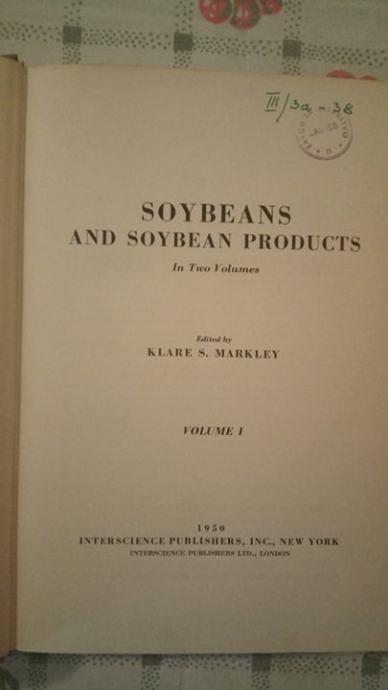 III/3a - 38
SOYBEANS
AND SOYBEAN PRODUCTS
In Two Volumes
Edited by
KLARE S. MARKLEY
VOLUME I
1950
INTERSCIENCE PUBLISHERS, INC., NEW YORK
INTERSCIENCE PUBLISHERS LTD., LONDON